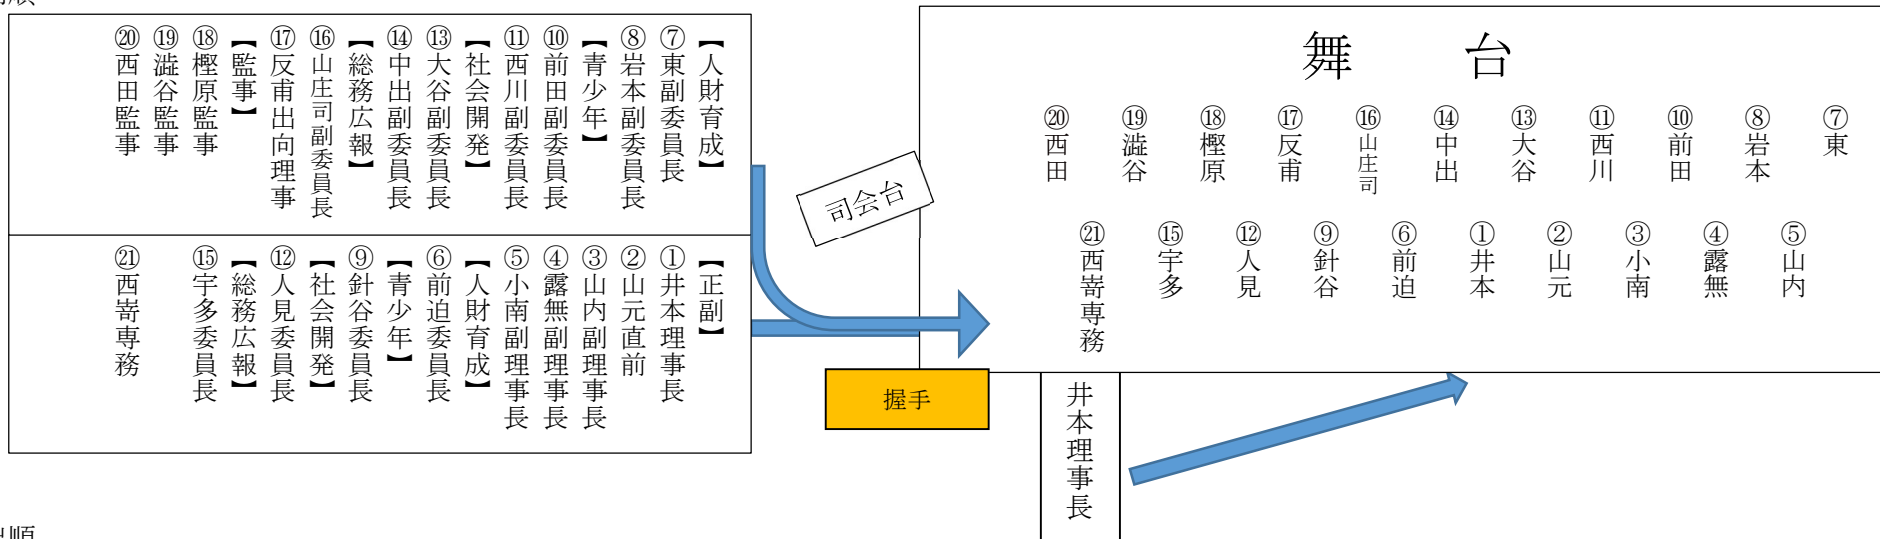 【人財育成】
⑦東副委員長
⑧岩本副委員長
【青少年】
⑩前田副委員長
⑪西川副委員長
【社会開発】
⑬大谷副委員長
⑭中出副委員長
【総務広報】
⑯山庄司副委員長
⑰反甫出向理事
【監事】
⑱樫原監事
⑲澁谷監事
⑳西田監事
【正副】
①井本理事長
②山元直前
③山内副理事長
④露無副理事長
⑤小南副理事長
【人財育成】
⑥前迫委員長
【青少年】
⑨針谷委員長
【社会開発】
⑫人見委員長
【総務広報】
⑮宇多委員長
㉑西嵜専務
司会台
握手
舞　台
⑦東
⑧岩本
⑩前田
⑪西川
⑬大谷
⑭中出
⑯山庄司
⑰反甫
⑱樫原
⑲澁谷
⑳西田
⑤山内
④露無
③小南
②山元
①井本
⑥前迫
⑨針谷
⑫人見
⑮宇多
㉑西嵜専務
井本理事長